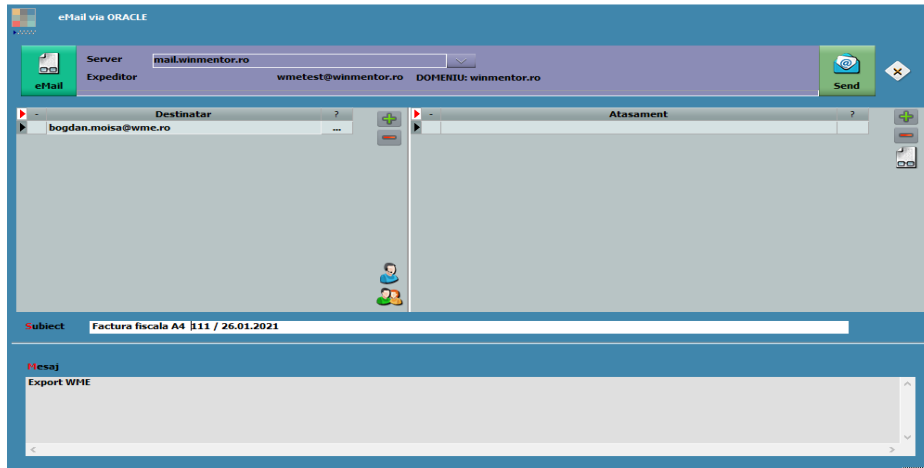 eMail via ORACLE
Server mail.winmentor.ro
Expeditor wmetest@winmentor.ro DOMENIU: winmentor.ro
eMail
Send
- Destinatar ?
bogdan.moisa@wme.ro ...
- Atasament ?
Subiect Factura fiscala A4 111 / 26.01.2021
Mesaj
Export WME